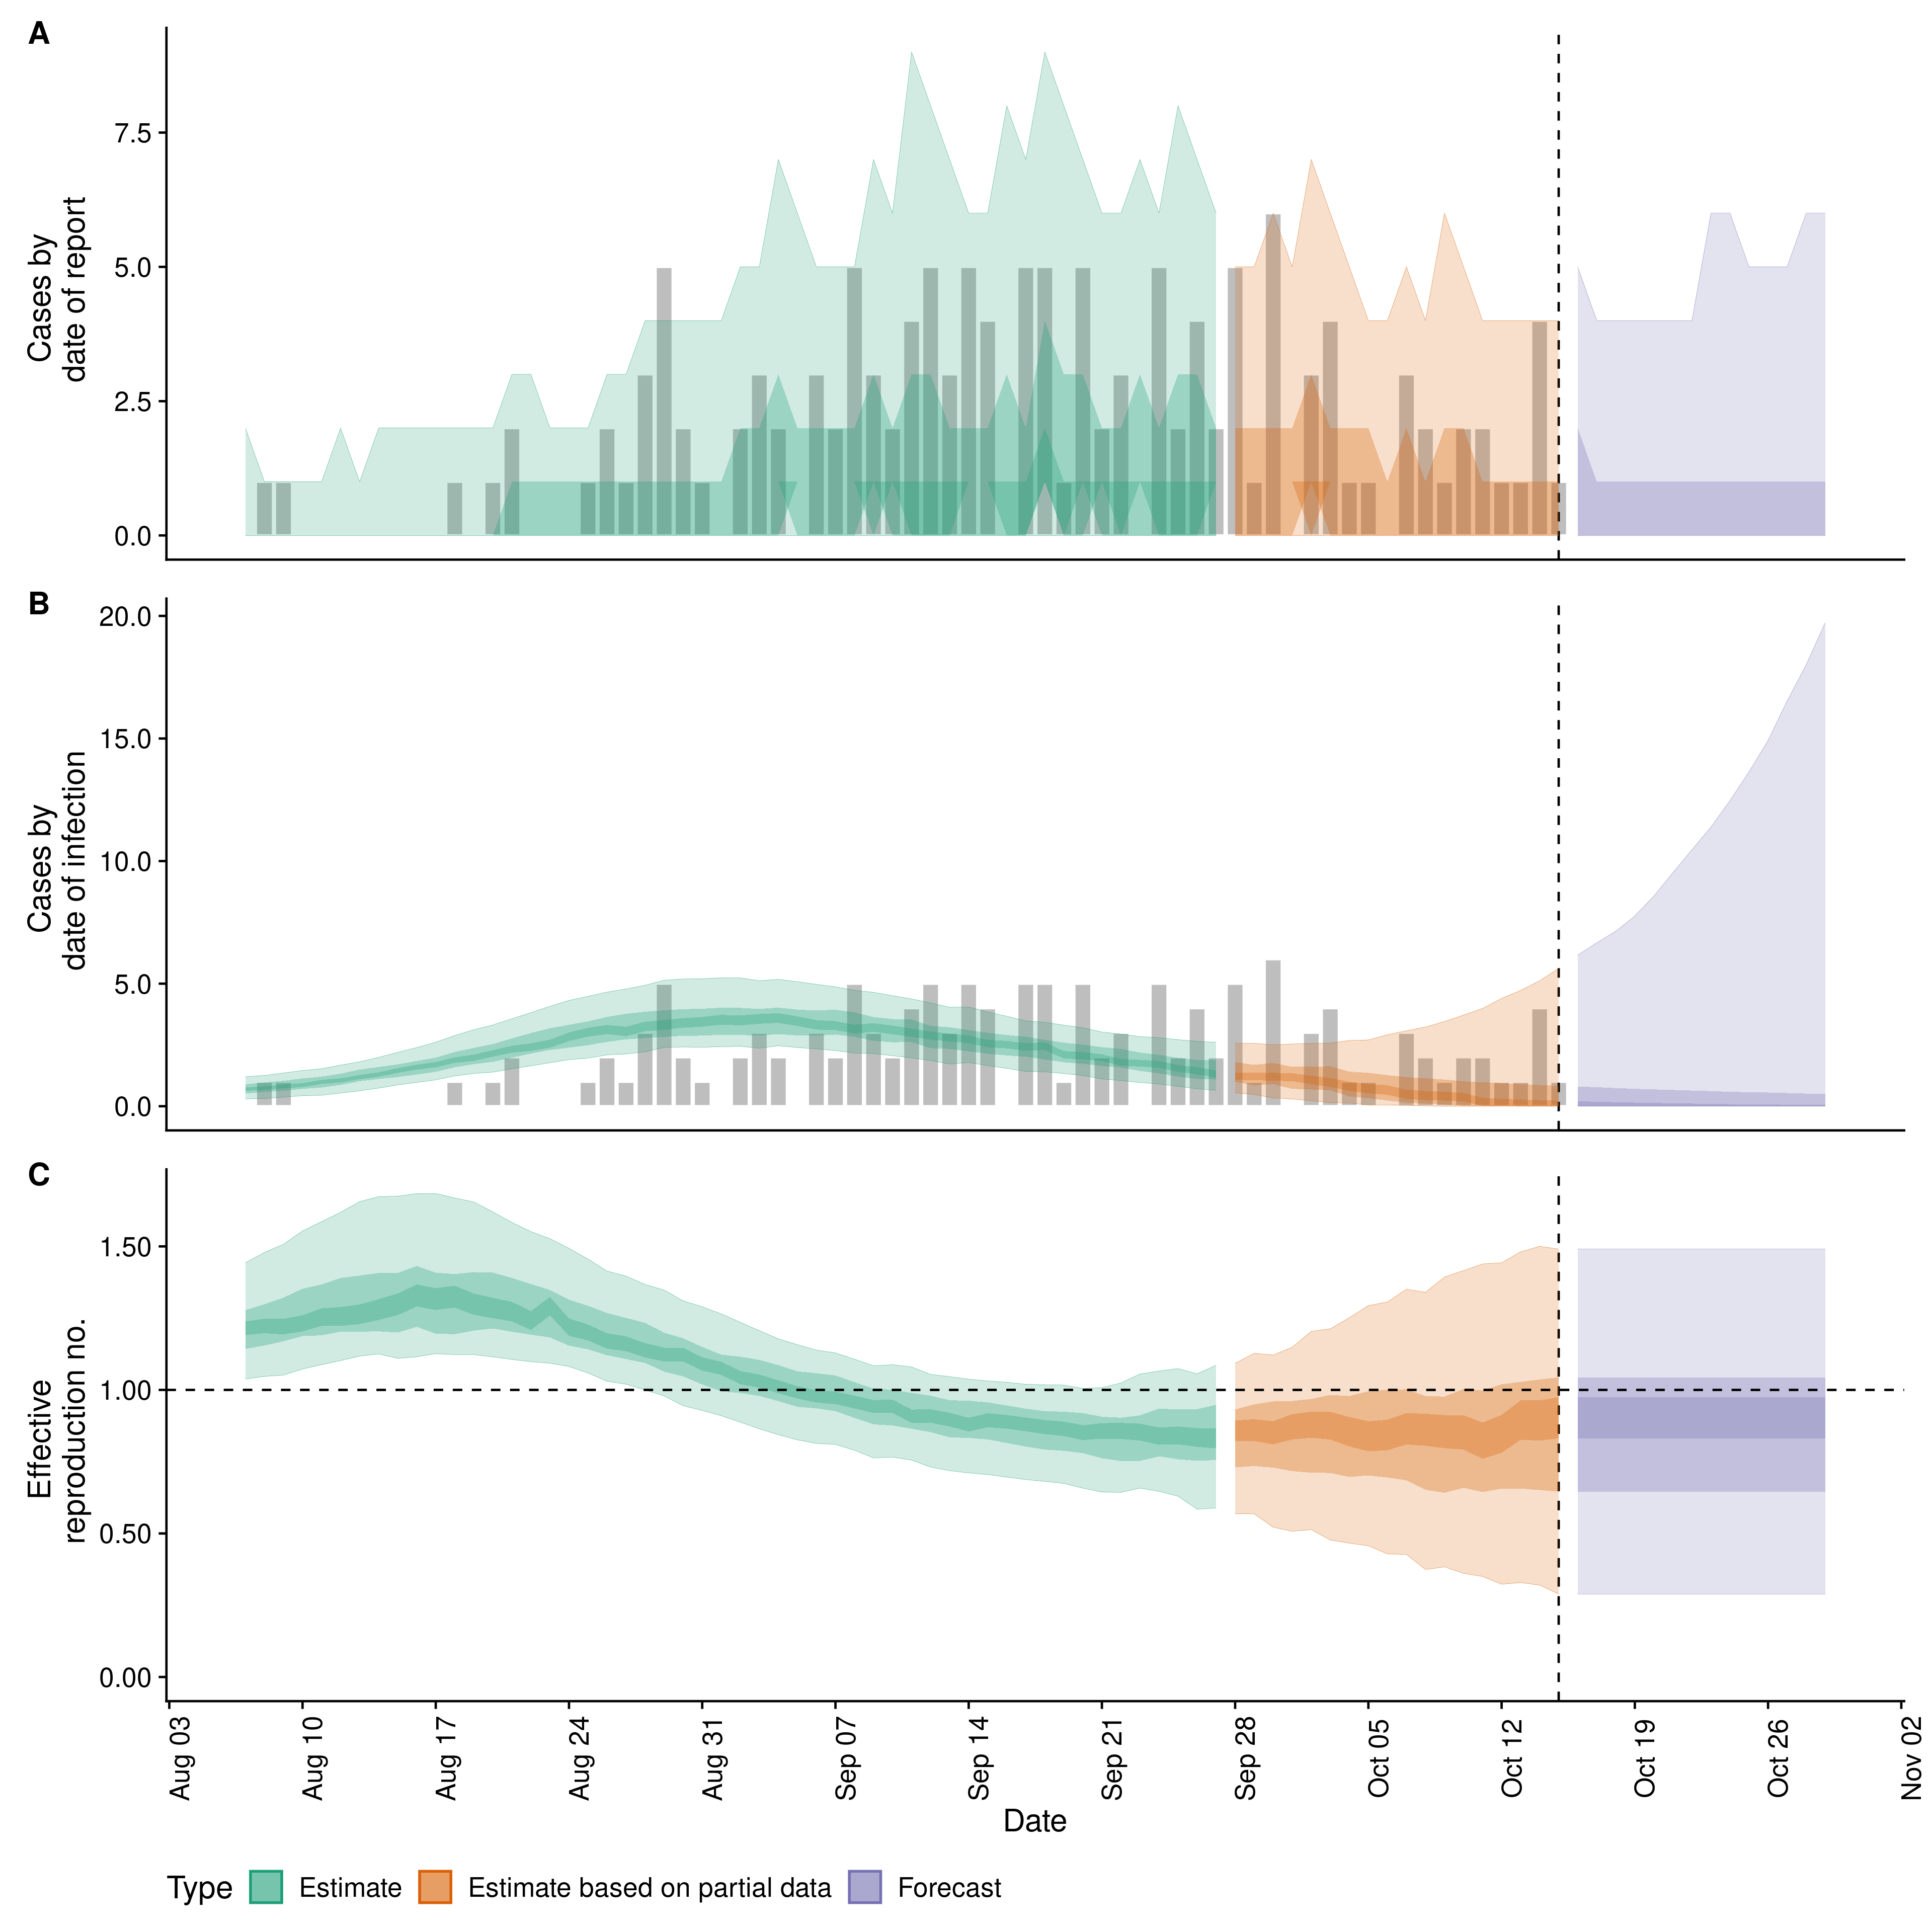 A
Cases by
date of report
7.5
5.0
2.5
0.0
B
Cases by
date of infection
20.0
15.0
10.0
5.0
0.0
C
Effective
reproduction no.
1.50
1.00
0.50
0.00
Aug 03
Aug 10
Aug 17
Aug 24
Aug 31
Sep 07
Sep 14
Sep 21
Sep 28
Oct 05
Oct 12
Oct 19
Oct 26
Nov 02
Date
Type Estimate Estimate based on partial data Forecast